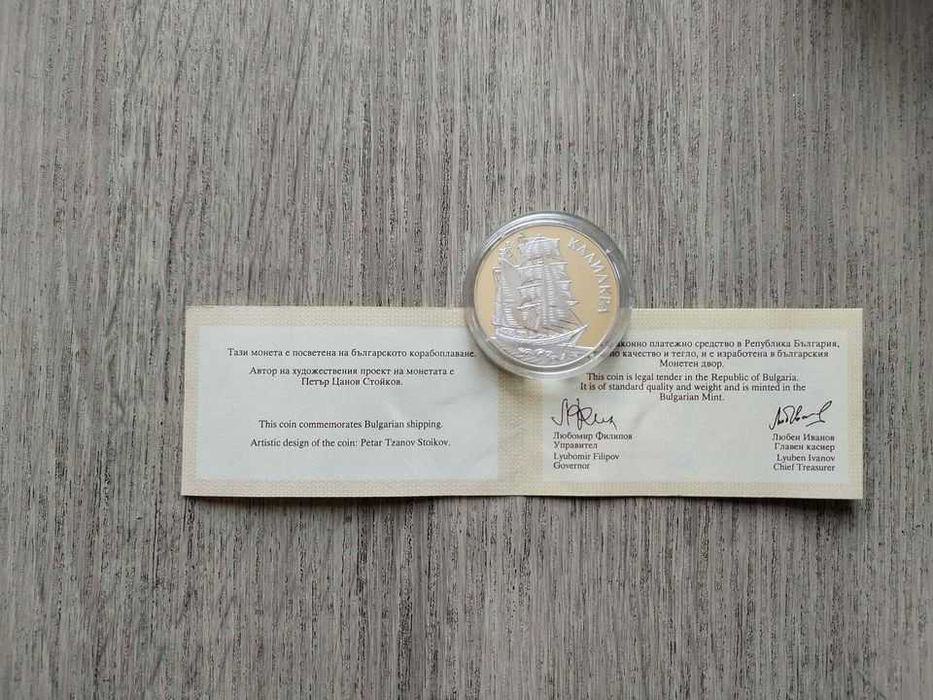 Тази монета е посветена на българското корабоплаване.
Автор на художествения проект на монетата е
Петър Цанов Стойков.
This coin commemorates Bulgarian shipping.
Artistic design of the coin: Petar Tzanov Stoikov.
КАЛИАКРА
платежно средство в Република България,
по качество и тегло, и е изработена в българския
Монетен двор.
This coin is legal tender in the Republic of Bulgaria.
It is of standard quality and weight and is minted in the
Bulgarian Mint.
Любомир Филипов
Управител
Lyubomir Filipov
Governor
Любен Иванов
Главен касиер
Lyuben Ivanov
Chief Treasurer